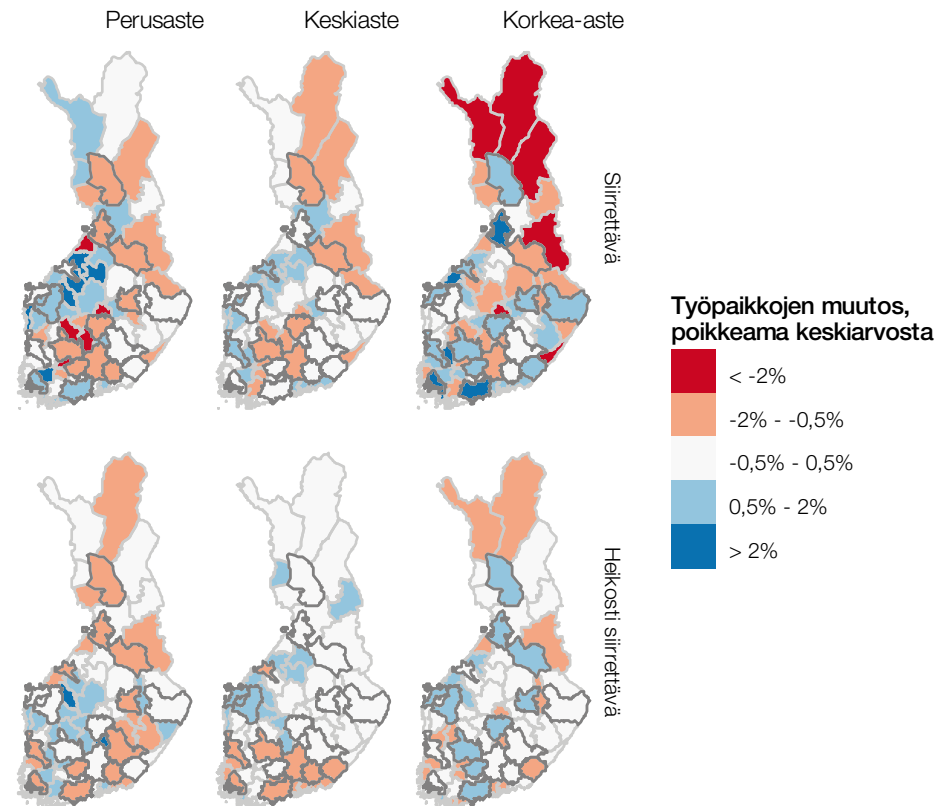 Perusaste
Keskiaste
Korkea-aste
Siirrettävä
Työpaikkojen muutos,
poikkeama keskiarvosta
< -2%
-2% - -0,5%
-0,5% - 0,5%
0,5% - 2%
> 2%
Heikosti siirrettävä